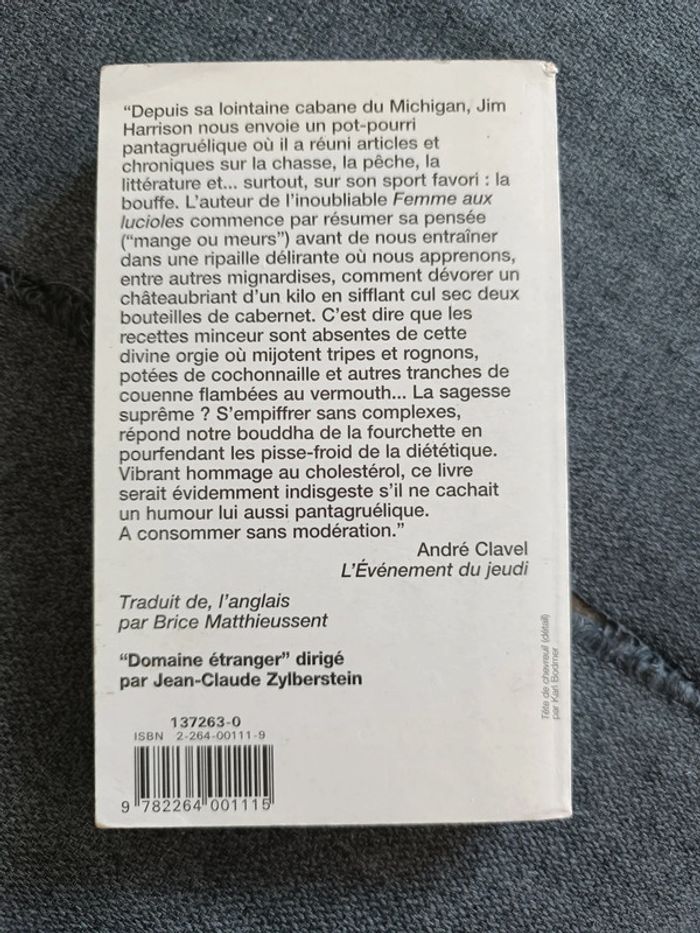 “Depuis sa lointaine cabane du Michigan, Jim
Harrison nous envoie un pot-pourri
pantagruélique où il a réuni articles et
chroniques sur la chasse, la pêche, la
littérature et... surtout, sur son sport favori : la
bouffe. L’auteur de l’inoubliable Femme aux
lucioles commence par résumer sa pensée
(“mange ou meurs”) avant de nous entraîner
dans une ripaille délirante où nous apprenons,
entre autres mignardises, comment dévorer un
châteaubriant d’un kilo en sifflant cul sec deux
bouteilles de cabernet. C’est dire que les
recettes minceur sont absentes de cette
divine orgie où mijotent tripes et rognons,
potées de cochonnaille et autres tranches de
couenne flambées au vermouth... La sagesse
suprême ? S’empiffrer sans complexes,
répond notre bouddha de la fourchette en
pourfendant les pisse-froid de la diététique.
Vibrant hommage au cholestérol, ce livre
serait évidemment indisgeste s’il ne cachait
un humour lui aussi pantagruélique.
A consommer sans modération.”
André Clavel
L’Événement du jeudi
Traduit de, l’anglais
par Brice Matthieussent
“Domaine étranger” dirigé
par Jean-Claude Zylberstein
Tête de chevreuil (détail)
par Karl Bodmer
137263-0
ISBN 2-264-00111-9
9 782264 001115